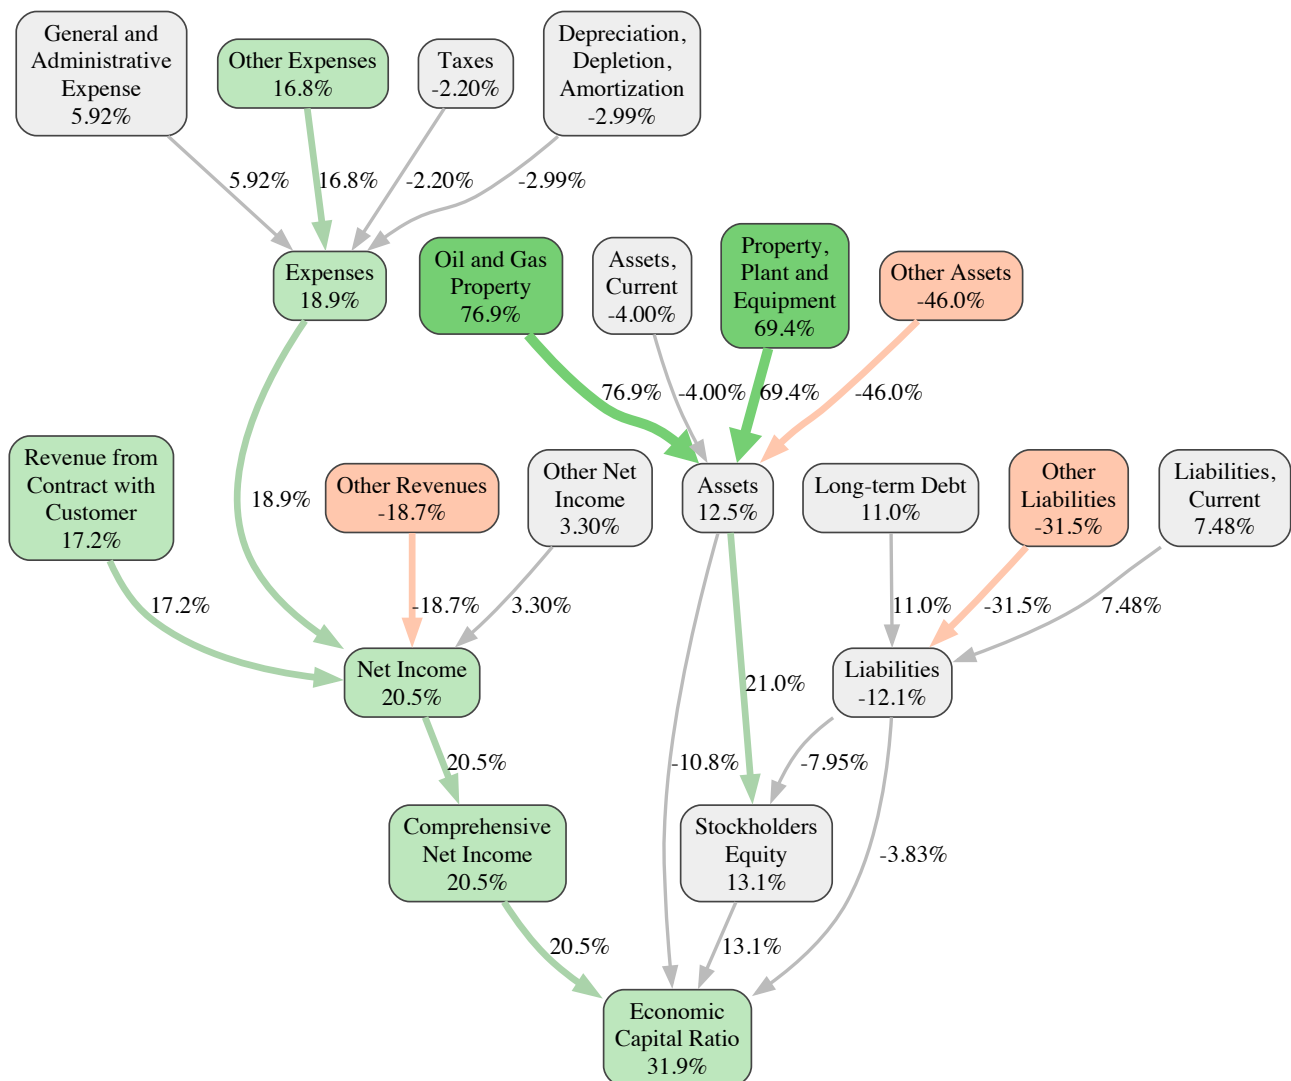 General and
Administrative
Expense
5.92%
Other Expenses
16.8%
Taxes
-2.20%
Depreciation,
Depletion,
Amortization
-2.99%
5.92%
16.8%
-2.20%
-2.99%
Expenses
18.9%
Oil and Gas
Property
76.9%
Assets,
Current
-4.00%
Property,
Plant and
Equipment
69.4%
Other Assets
-46.0%
76.9%
-4.00%
69.4%
-46.0%
Revenue from
Contract with
Customer
17.2%
18.9%
Other Revenues
-18.7%
Other Net
Income
3.30%
Assets
12.5%
Long-term Debt
11.0%
Other
Liabilities
-31.5%
Liabilities,
Current
7.48%
17.2%
-18.7%
3.30%
11.0%
-31.5%
7.48%
Net Income
20.5%
21.0%
Liabilities
-12.1%
20.5%
-10.8%
-7.95%
Comprehensive
Net Income
20.5%
Stockholders
Equity
13.1%
-3.83%
20.5%
13.1%
Economic
Capital Ratio
31.9%